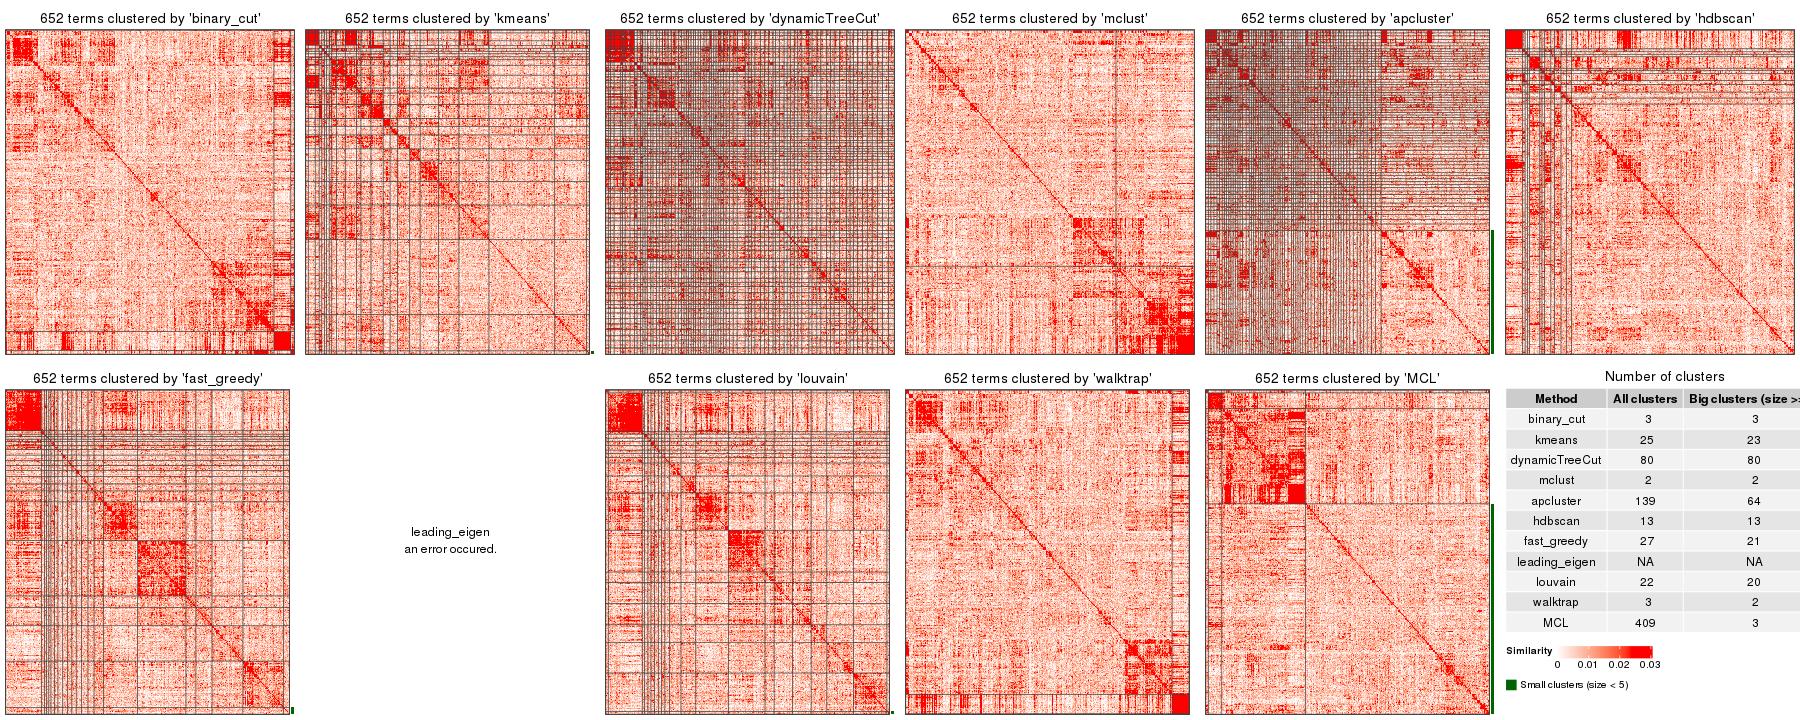 652 terms clustered by 'binary_cut'
652 terms clustered by 'kmeans'
652 terms clustered by 'dynamicTreeCut'
652 terms clustered by 'mclust'
652 terms clustered by 'apcluster'
652 terms clustered by 'hdbscan'
652 terms clustered by 'fast_greedy'
leading_eigen
an error occured.
652 terms clustered by 'louvain'
652 terms clustered by 'walktrap'
652 terms clustered by 'MCL'
Number of clusters
Method All clusters Big clusters (size >
binary_cut 3 3
kmeans 25 23
dynamicTreeCut 80 80
mclust 2 2
apcluster 139 64
hdbscan 13 13
fast_greedy 27 21
leading_eigen NA NA
louvain 22 20
walktrap 3 2
MCL 409 3
Similarity
0 0.01 0.02 0.03
Small clusters (size < 5)